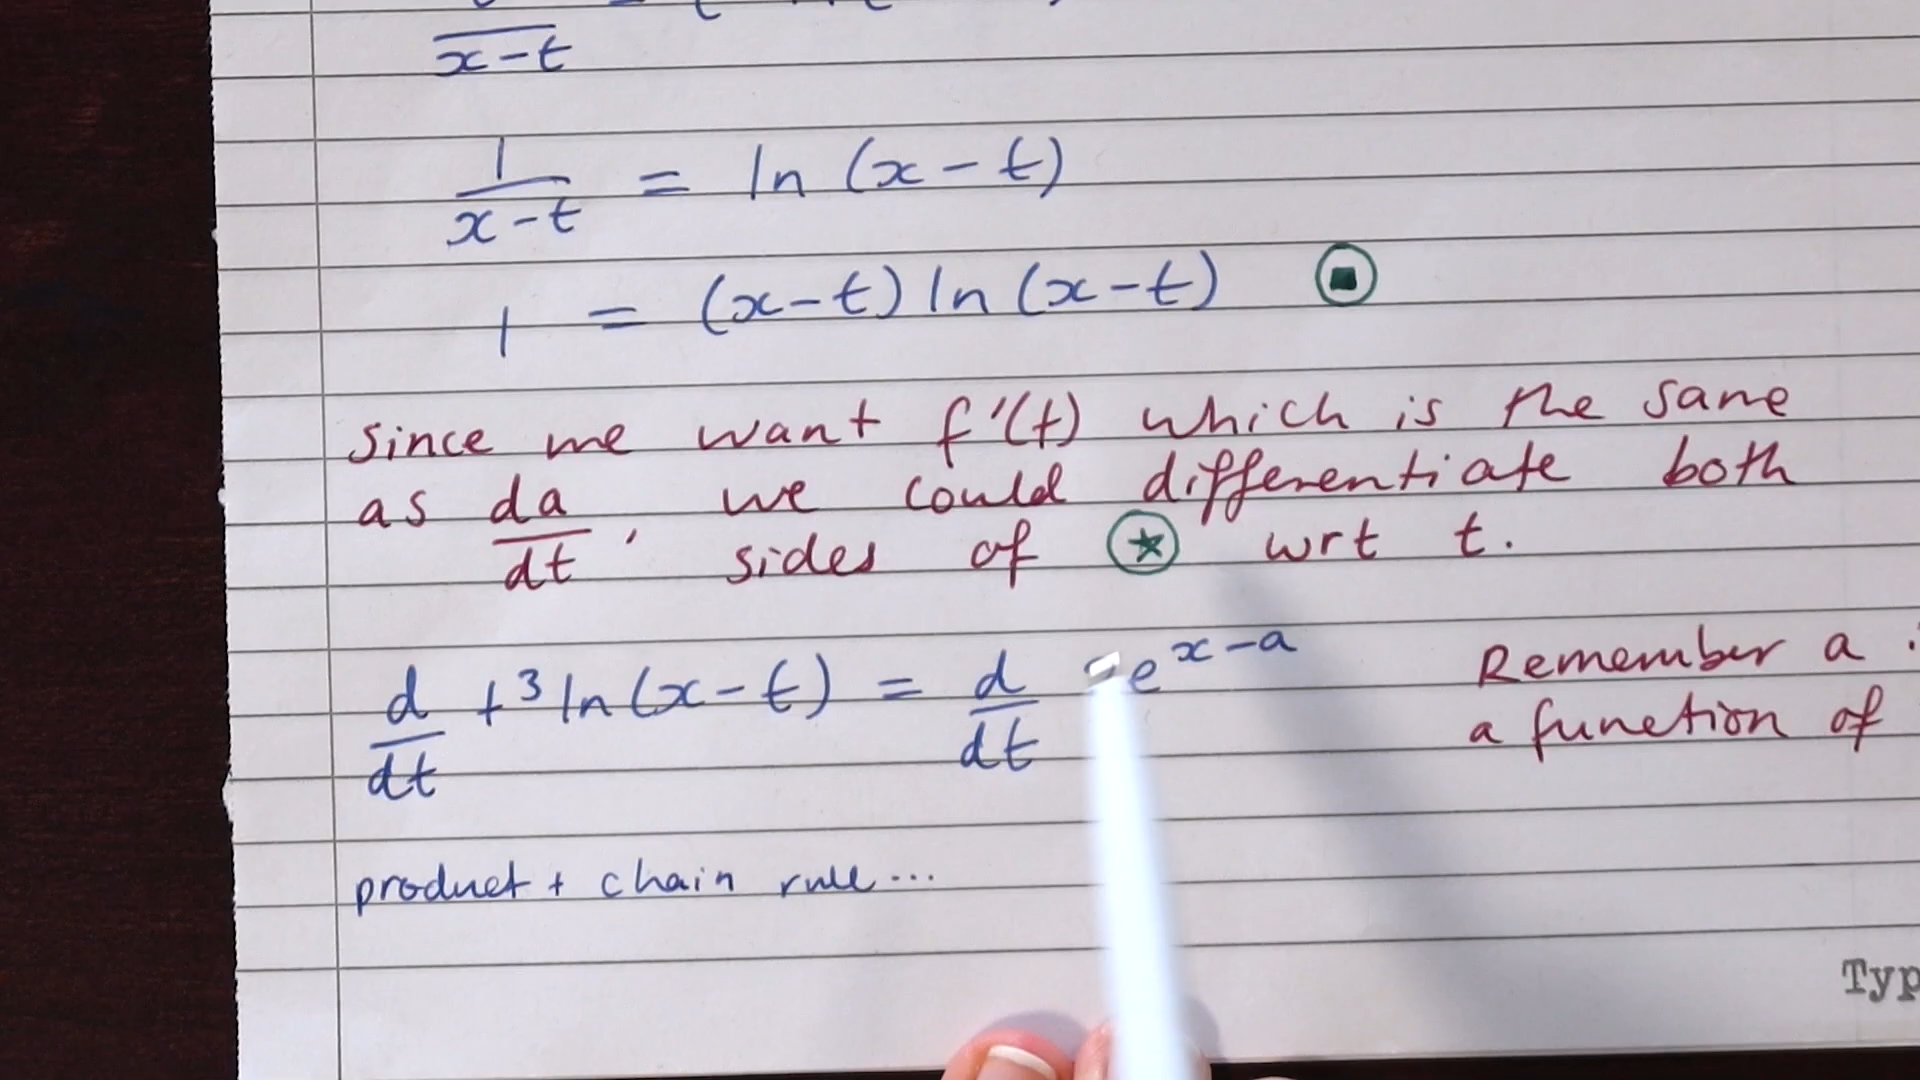 x-t
1/(x-t) = ln (x-t)
1 = (x-t) ln (x-t)
Since we want f'(t) which is the same
as da/dt, we could differentiate both
sides of ★ wrt t.
d/dt t³ ln(x-t) = d/dt e^(x-a)
Remember a
a function of
product + chain rule...
Typ